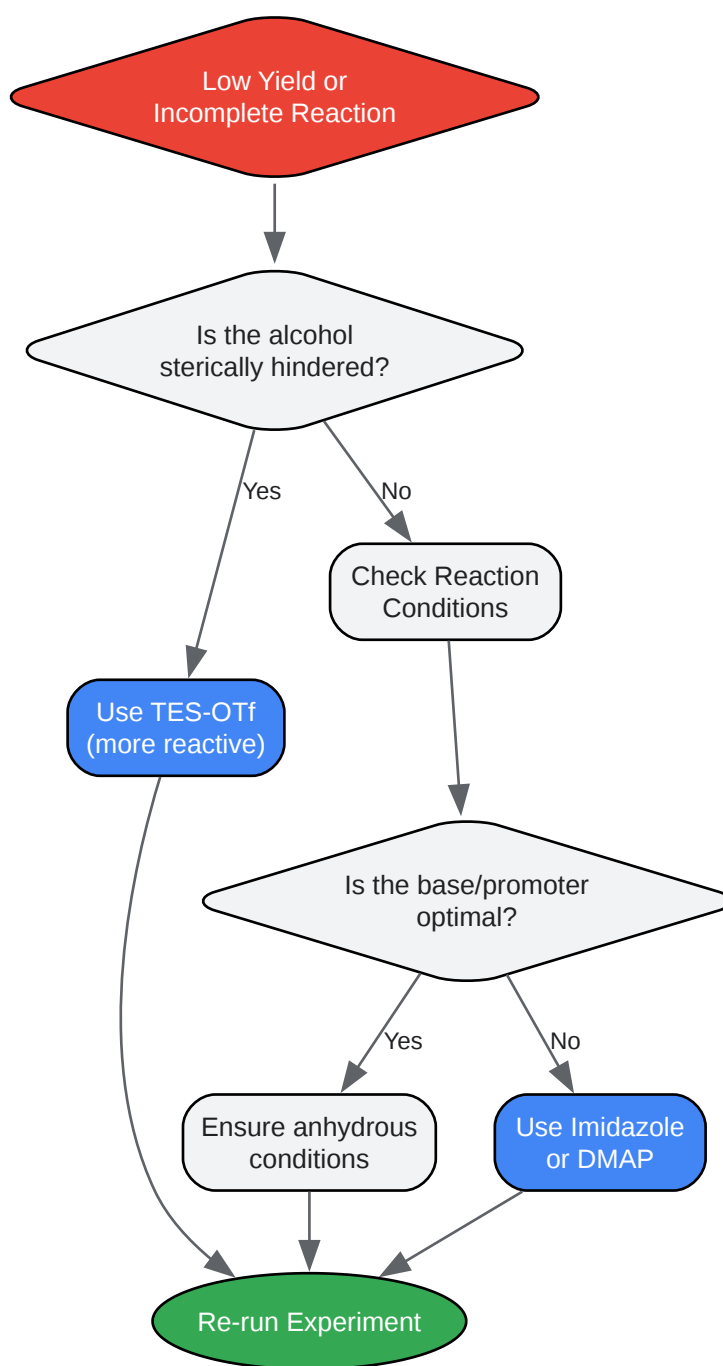 Low Yield or
Incomplete Reaction
Is the alcohol
sterically hindered?
Yes
No
Check Reaction
Conditions
Use TES-OTf
(more reactive)
Is the base/promoter
optimal?
Yes
No
Ensure anhydrous
conditions
Use Imidazole
or DMAP
Re-run Experiment